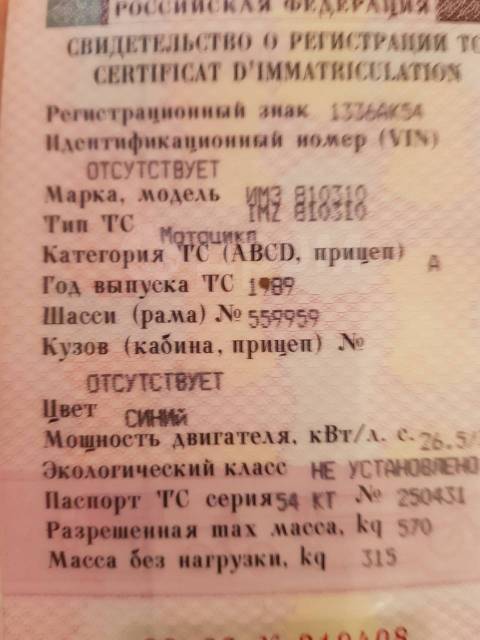 РОССИЙСКАЯ ФЕДЕРАЦИЯ
СВИДЕТЕЛЬСТВО О РЕГИСТРАЦИИ ТС
CERTIFICAT D'IMMATRICULATION
Регистрационный знак 1336АК54
Идентификационный номер (VIN)
ОТСУТСТВУЕТ
Марка, модель ИМЗ 810310
IMZ 810310
Тип ТС Мотоцикл
Категория ТС (ABCD, прицеп) A
Год выпуска ТС 1989
Шасси (рама) № 559959
Кузов (кабина, прицеп) №
ОТСУТСТВУЕТ
Цвет СИНИЙ
Мощность двигателя, кВт/л. с. 26.5/
Экологический класс НЕ УСТАНОВЛЕНО
Паспорт ТС серия 54 КТ № 250431
Разрешенная max масса, kg 570
Масса без нагрузки, kg 315